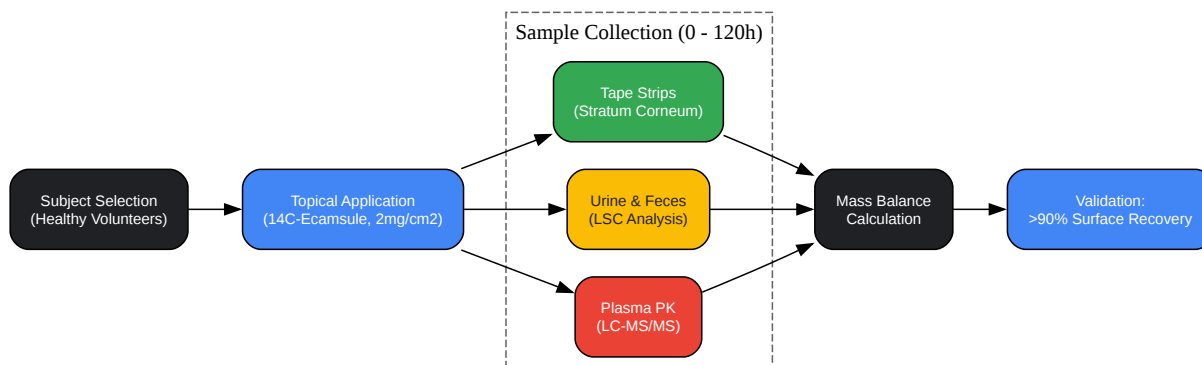 Sample Collection (0 - 120h)
Tape Strips
(Stratum Corneum)
Subject Selection
(Healthy Volunteers)
Topical Application
(14C-Ecamsule, 2mg/cm2)
Urine & Feces
(LSC Analysis)
Mass Balance
Calculation
Validation:
>90% Surface Recovery
Plasma PK
(LC-MS/MS)